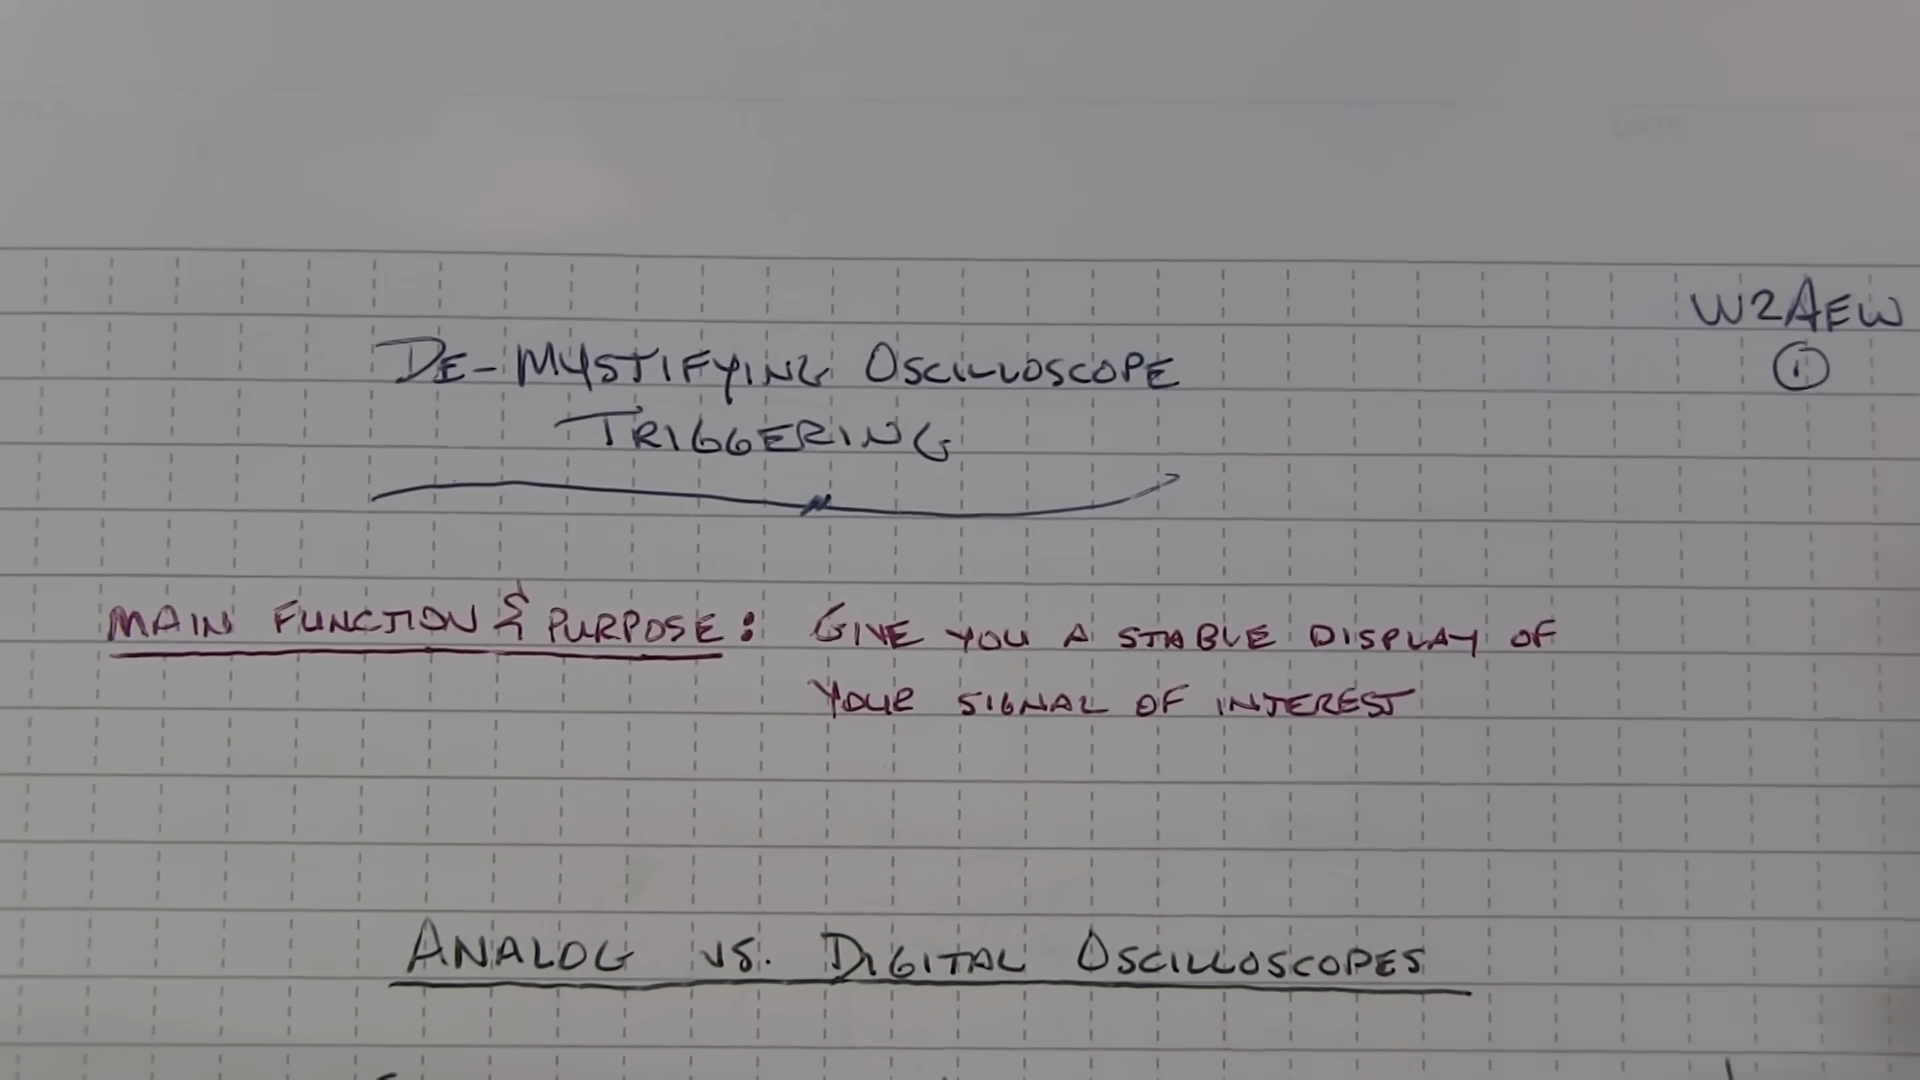 W2AEW
1
DE-MYSTIFYING OSCILLOSCOPE
TRIGGERING
MAIN FUNCTION & PURPOSE: GIVE YOU A STABLE DISPLAY OF
YOUR SIGNAL OF INTEREST
ANALOG VS. DIGITAL OSCILLOSCOPES